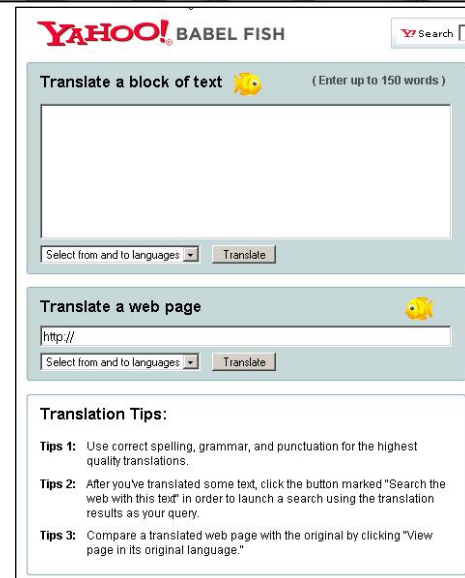 YAHOO! BABEL FISH
Y! Search
Translate a block of text (Enter up to 150 words)
Select from and to languages Translate
Translate a web page
http://
Select from and to languages Translate
Translation Tips:
Tips 1: Use correct spelling, grammar, and punctuation for the highest
quality translations.
Tips 2: After you've translated some text, click the button marked "Search the
web with this text" in order to launch a search using the translation
results as your query.
Tips 3: Compare a translated web page with the original by clicking "View
page in its original language."